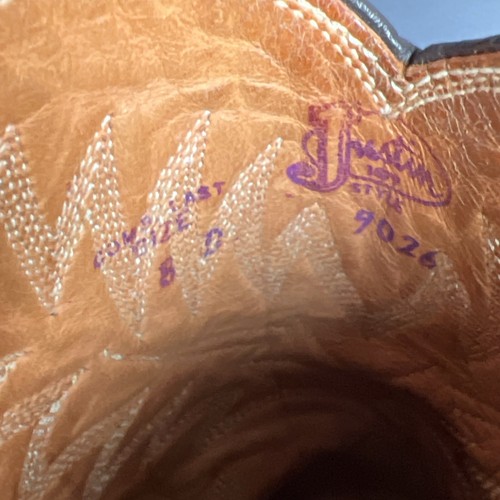 Justin
STYLE
9026
COMB. LAST
SIZE
8 D